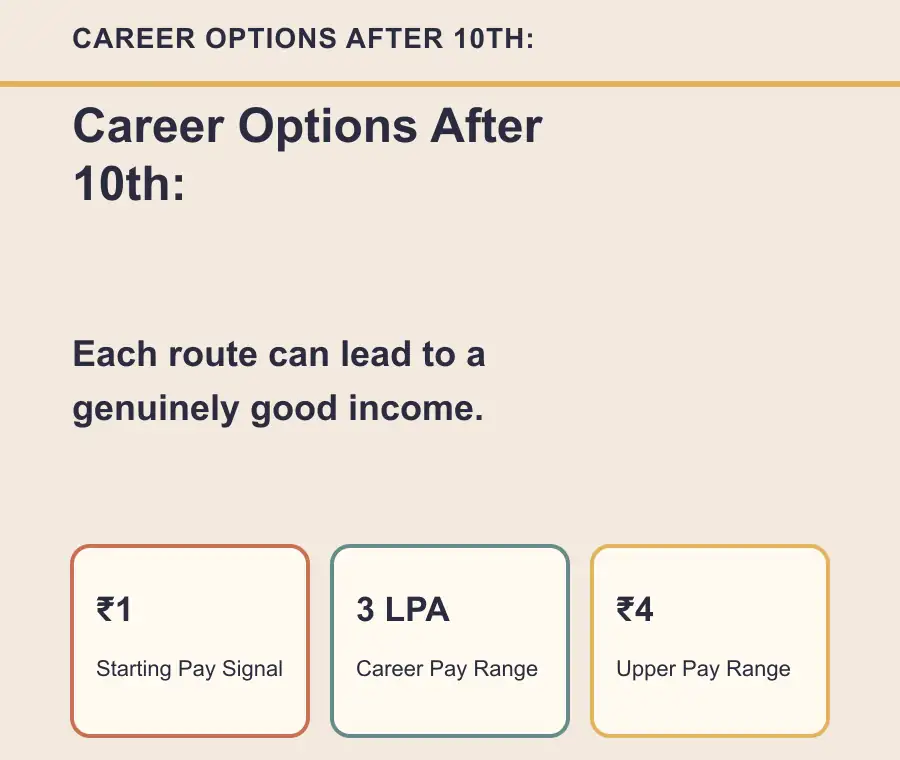 CAREER OPTIONS AFTER 10TH:
Career Options After
10th:
Each route can lead to a
genuinely good income.
₹1
Starting Pay Signal
3 LPA
Career Pay Range
₹4
Upper Pay Range